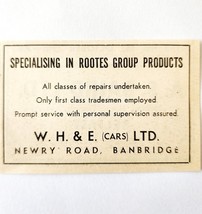 SPECIALISING IN ROOTES GROUP PRODUCTS
All classes of repairs undertaken.
Only first class tradesmen employed.
Prompt service with personal supervision assured.
W. H. & E. (CARS) LTD.
NEWRY ROAD, BANBRIDGE